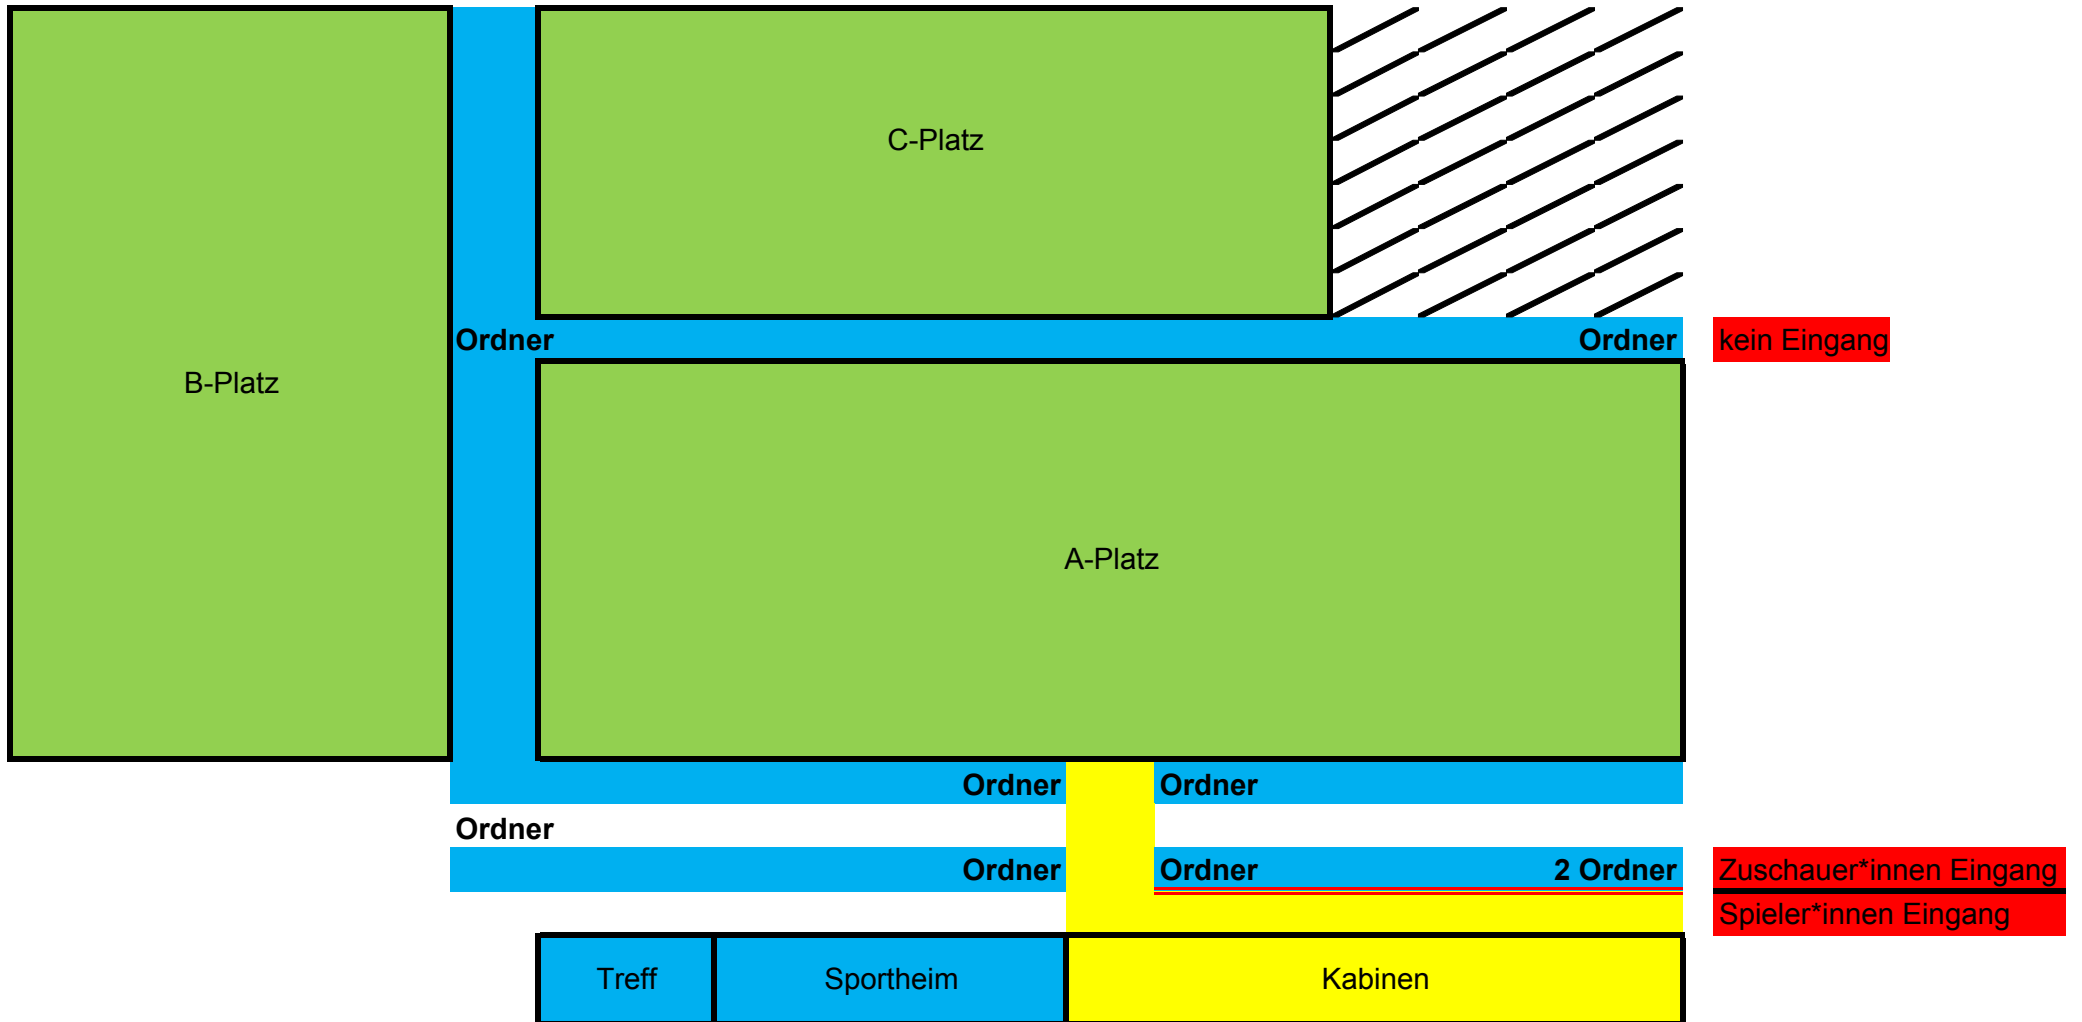 C-Platz
Ordner
Ordner
kein Eingang
B-Platz
A-Platz
Ordner
Ordner
Ordner
Ordner
Ordner
2 Ordner
Zuschauer*innen Eingang
Spieler*innen Eingang
Treff
Sportheim
Kabinen